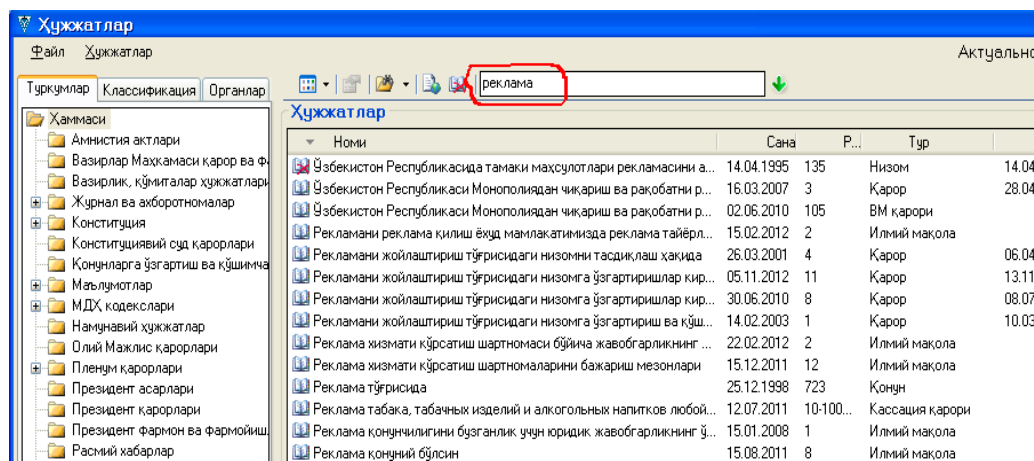 Ҳужжатлар
Файл Ҳужжатлар Актуально
Туркумлар Классификация Органлар реклама
Ҳаммаси
Амнистия актлари
Вазирлар Маҳкамаси қарор ва ф
Вазирлик, қўмиталар ҳужжатлари
Журнал ва ахборотномалар
Конституция
Конституциявий суд қарорлари
Қонунларга ўзгартиш ва қўшимча
Маълумотлар
МДҲ кодекслари
Намунавий ҳужжатлар
Олий Мажлис қарорлари
Пленум қарорлари
Президент асарлари
Президент қарорлари
Президент фармон ва фармойиш
Расмий хабарлар
Ҳужжатлар
Номи Сана Р... Тур
Ўзбекистон Республикасида тамаки маҳсулотлари рекламасини а... 14.04.1995 135 Низом 14.04
Ўзбекистон Республикаси Монополиядан чиқариш ва рақобатни р... 16.03.2007 3 Қарор 28.04
Ўзбекистон Республикаси Монополиядан чиқариш ва рақобатни р... 02.06.2010 105 ВМ қарори
Рекламани реклама қилиш ёхуд мамлакатимизда реклама тайёрл... 15.02.2012 2 Илмий мақола
Рекламани жойлаштириш тўғрисидаги низомни тасдиқлаш ҳақида 26.03.2001 4 Қарор 06.04
Рекламани жойлаштириш тўғрисидаги низомга ўзгартиришлар кир... 05.11.2012 11 Қарор 13.11
Рекламани жойлаштириш тўғрисидаги низомга ўзгартиришлар кир... 30.06.2010 8 Қарор 08.07
Рекламани жойлаштириш тўғрисидаги низомга ўзгартириш ва қўш... 14.02.2003 1 Қарор 10.03
Реклама хизмати кўрсатиш шартномаси бўйича жавобгарликнинг ... 22.02.2012 2 Илмий мақола
Реклама хизмати кўрсатиш шартномаларини бажариш мезонлари 15.12.2011 12 Илмий мақола
Реклама тўғрисида 25.12.1998 723 Қонун
Реклама табака, табачных изделий и алкогольных напитков любой... 12.07.2011 10-100... Кассация қарори
Реклама қонунчилигини бузганлик учун юридик жавобгарликнинг ў... 15.01.2008 1 Илмий мақола
Реклама қонуний бўлсин 15.08.2011 8 Илмий мақола